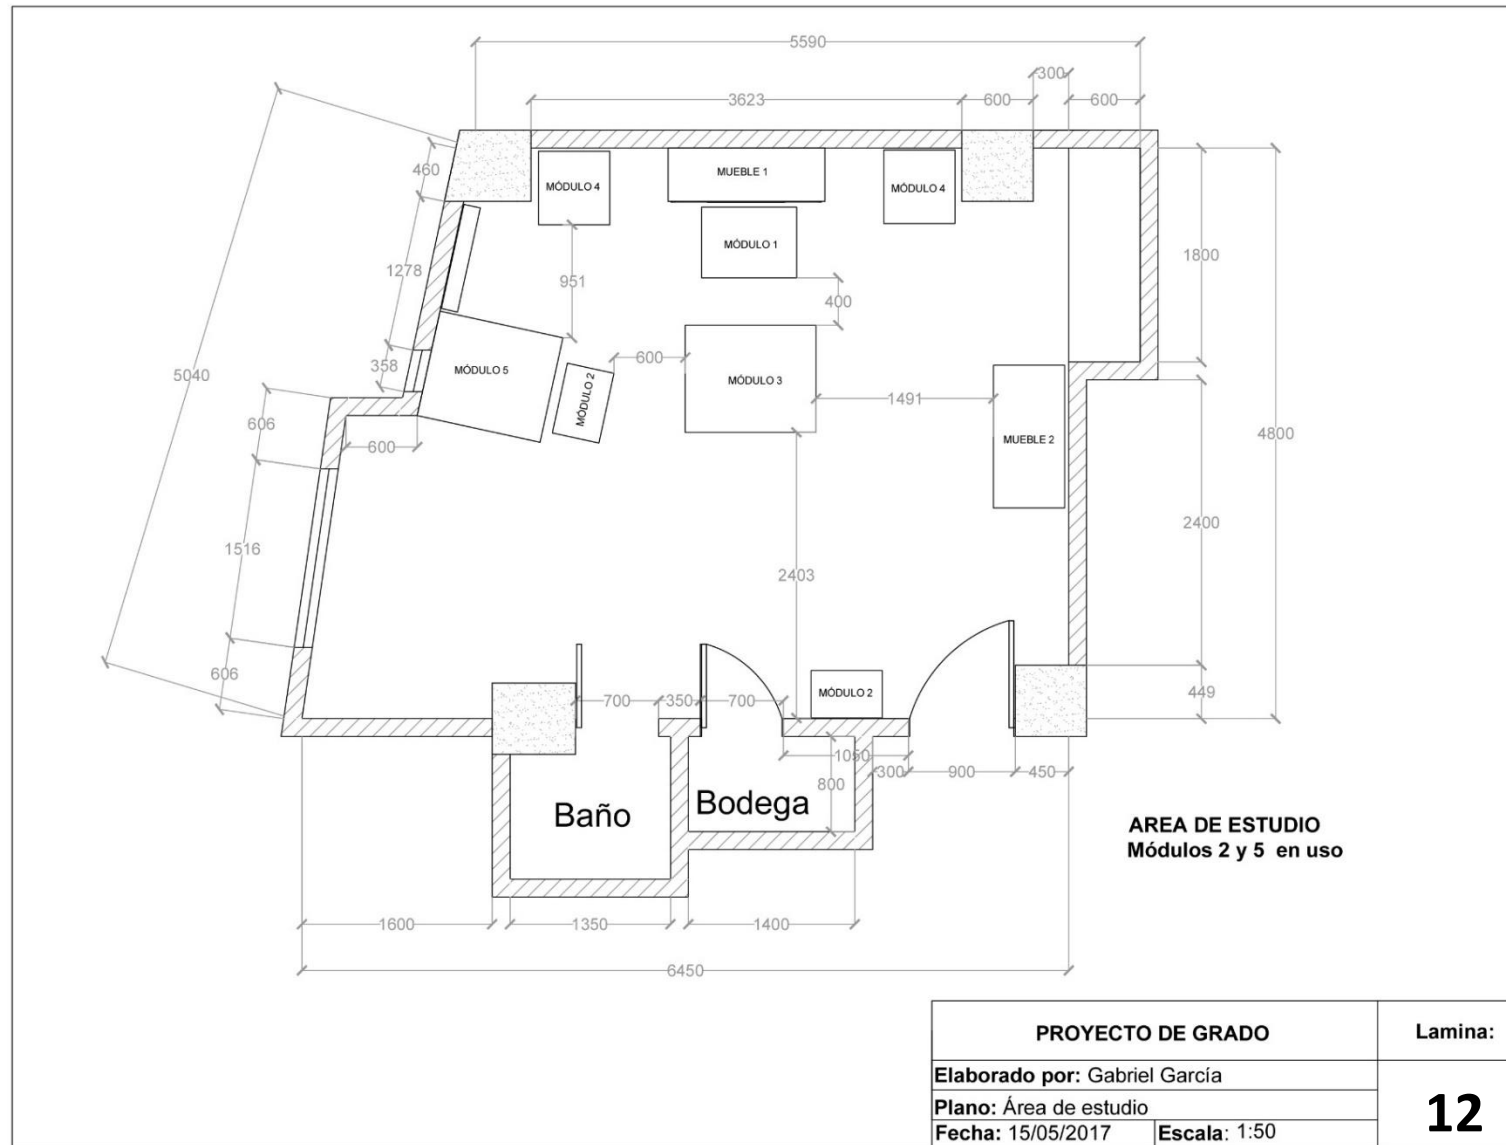 5590
300
3623
600
600
460
MÓDULO 4
MUEBLE 1
MÓDULO 4
MÓDULO 1
1800
1278
951
400
358
5040
MÓDULO 5
600
MÓDULO 3
MÓDULO 2
1491
606
600
MUEBLE 2
4800
2400
1516
2403
606
700
350
700
MÓDULO 2
449
1050
800
300
900
450
Baño
Bodega
AREA DE ESTUDIO
Módulos 2 y 5 en uso
1600
1350
1400
6450
PROYECTO DE GRADO
Lamina:
Elaborado por: Gabriel García
Plano: Área de estudio
12
Fecha: 15/05/2017
Escala: 1:50